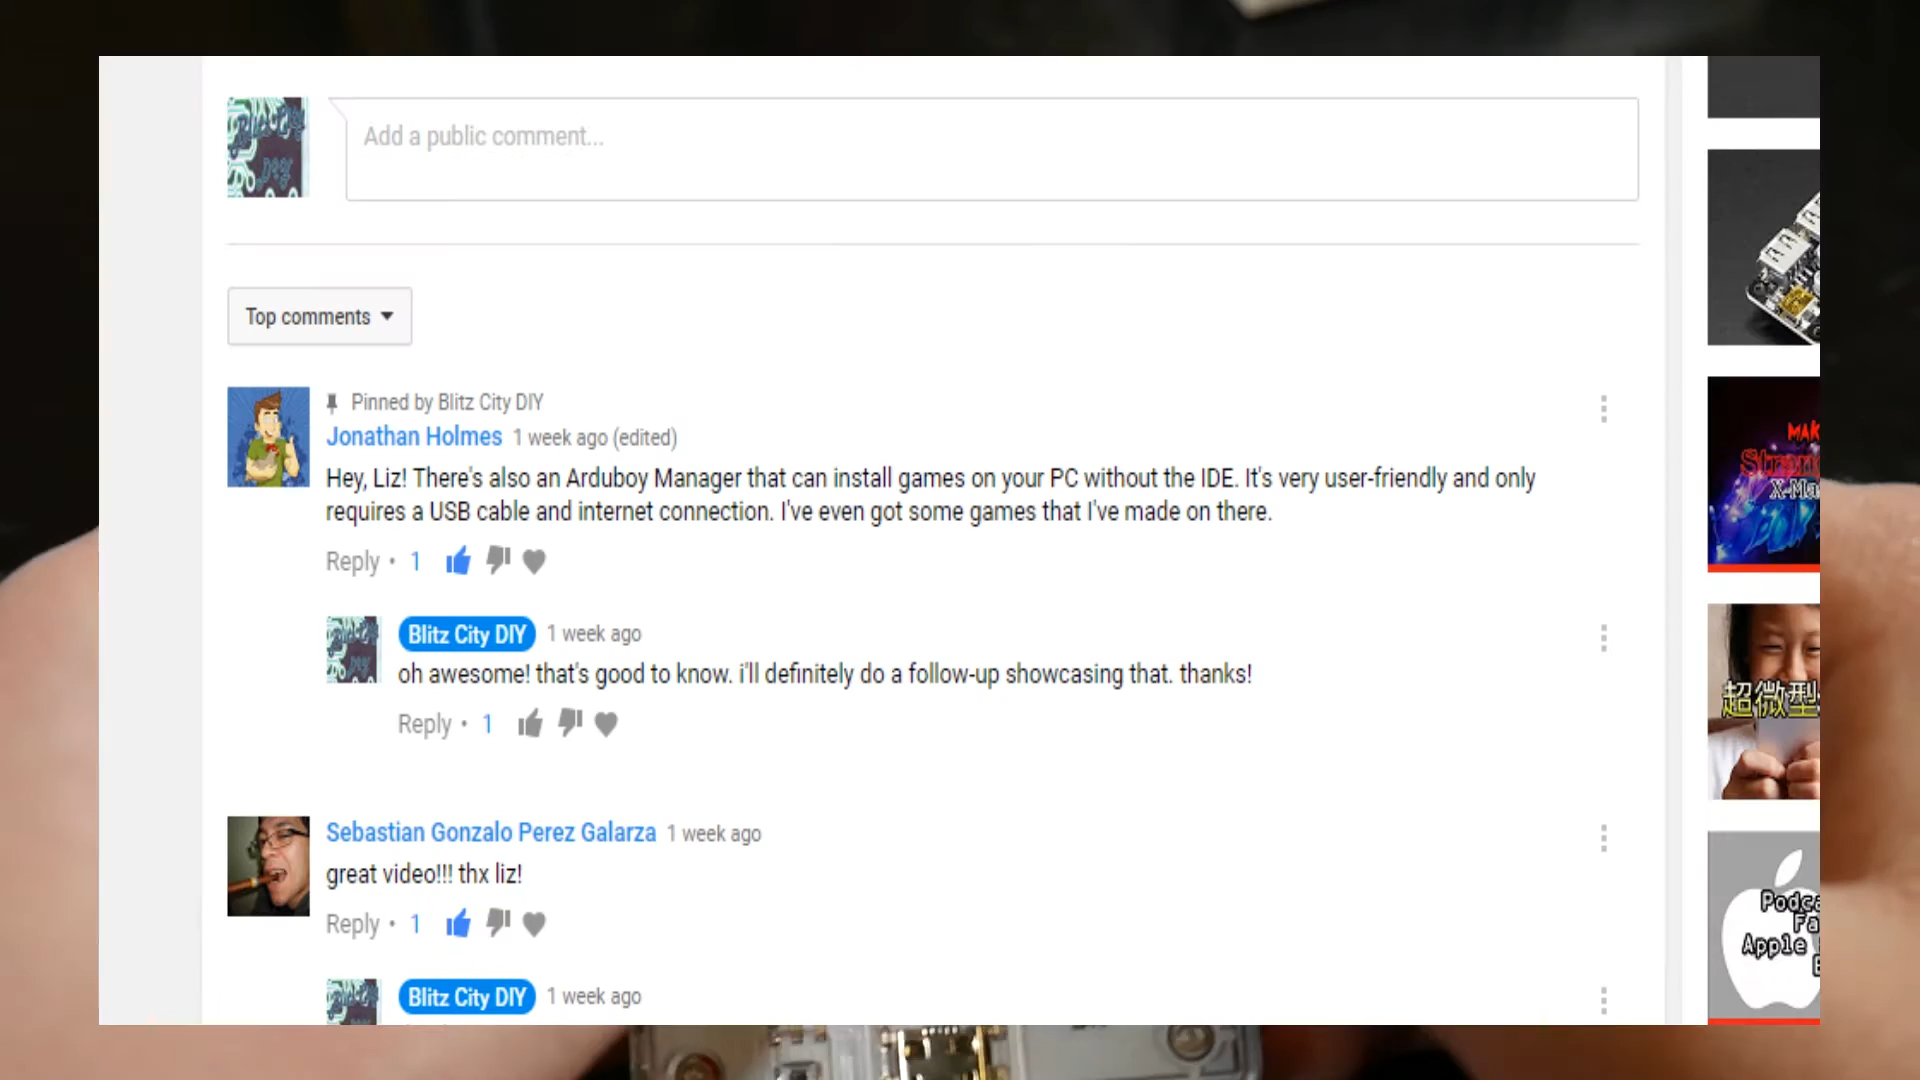 Add a public comment...
Top comments
Pinned by Blitz City DIY
Jonathan Holmes 1 week ago (edited)
Hey, Liz! There's also an Arduboy Manager that can install games on your PC without the IDE. It's very user-friendly and only
requires a USB cable and internet connection. I've even got some games that I've made on there.
Reply • 1
Blitz City DIY 1 week ago
oh awesome! that's good to know. i'll definitely do a follow-up showcasing that. thanks!
Reply • 1
Sebastian Gonzalo Perez Galarza 1 week ago
great video!!! thx liz!
Reply • 1
Blitz City DIY 1 week ago
超微型
Apple